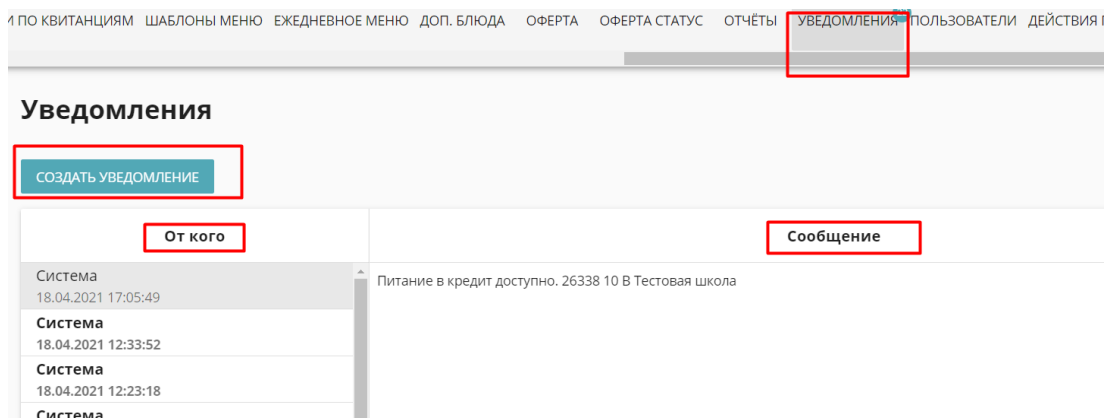 И ПО КВИТАНЦИЯМ ШАБЛОНЫ МЕНЮ ЕЖЕДНЕВНОЕ МЕНЮ ДОП. БЛЮДА ОФЕРТА ОФЕРТА СТАТУС ОТЧЁТЫ УВЕДОМЛЕНИЯ ПОЛЬЗОВАТЕЛИ ДЕЙСТВИЯ
Уведомления
СОЗДАТЬ УВЕДОМЛЕНИЕ
От кого Сообщение
Система
18.04.2021 17:05:49
Питание в кредит доступно. 26338 10 В Тестовая школа
Система
18.04.2021 12:33:52
Система
18.04.2021 12:23:18
Система